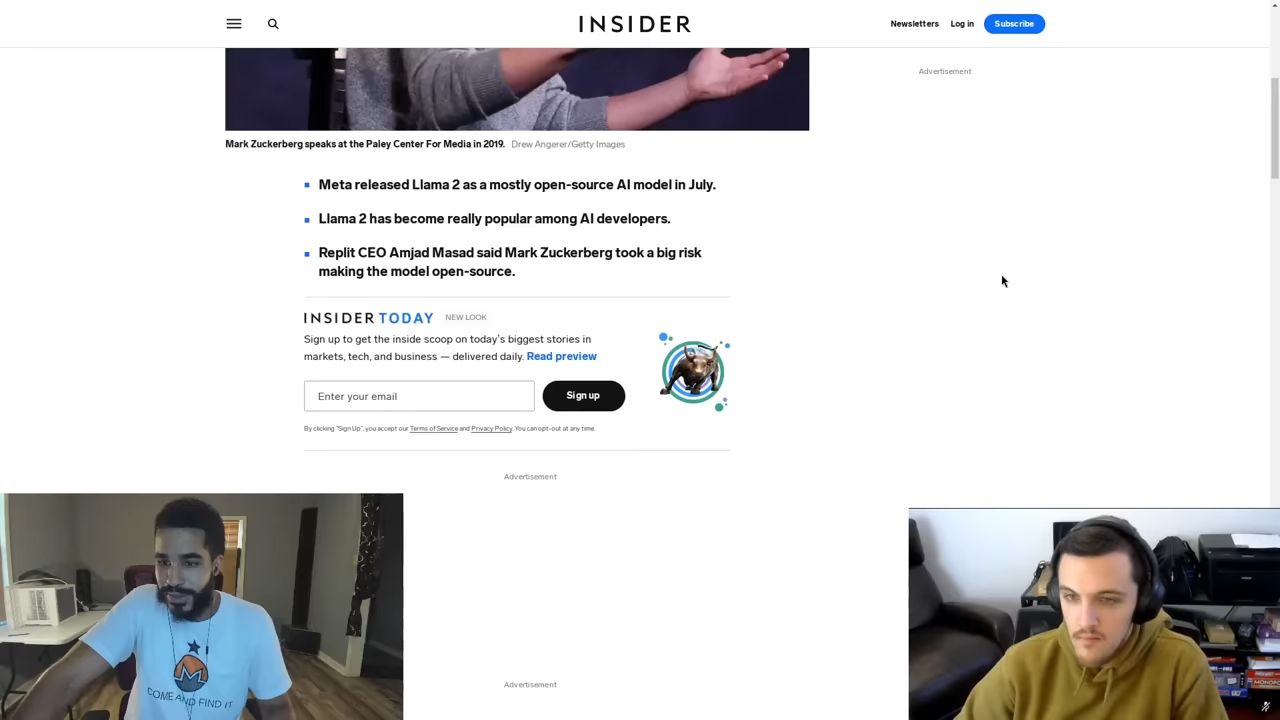 INSIDER
Newsletters
Log in
Subscribe
Advertisement
Mark Zuckerberg speaks at the Paley Center For Media in 2019. Drew Angerer/Getty Images
Meta released Llama 2 as a mostly open-source AI model in July.
Llama 2 has become really popular among AI developers.
Replit CEO Amjad Masad said Mark Zuckerberg took a big risk
making the model open-source.
INSIDER TODAY NEW LOOK
Sign up to get the inside scoop on today's biggest stories in
markets, tech, and business — delivered daily. Read preview
Enter your email
Sign up
By clicking "Sign Up", you accept our Terms of Service and Privacy Policy. You can opt-out at any time.
Advertisement
COME AND FIND IT
MONOPO
Advertisement